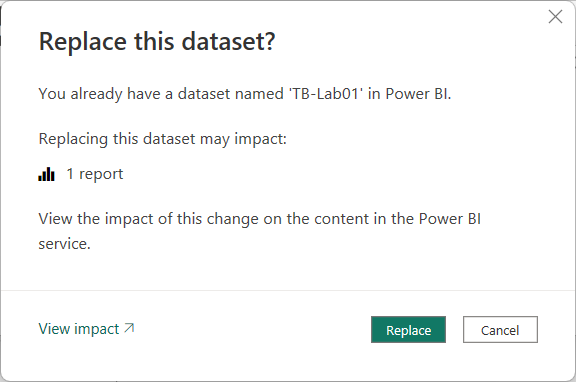 Replace this dataset?
You already have a dataset named 'TB-Lab01' in Power BI.
Replacing this dataset may impact:
1 report
View the impact of this change on the content in the Power BI
service.
View impact
Replace
Cancel